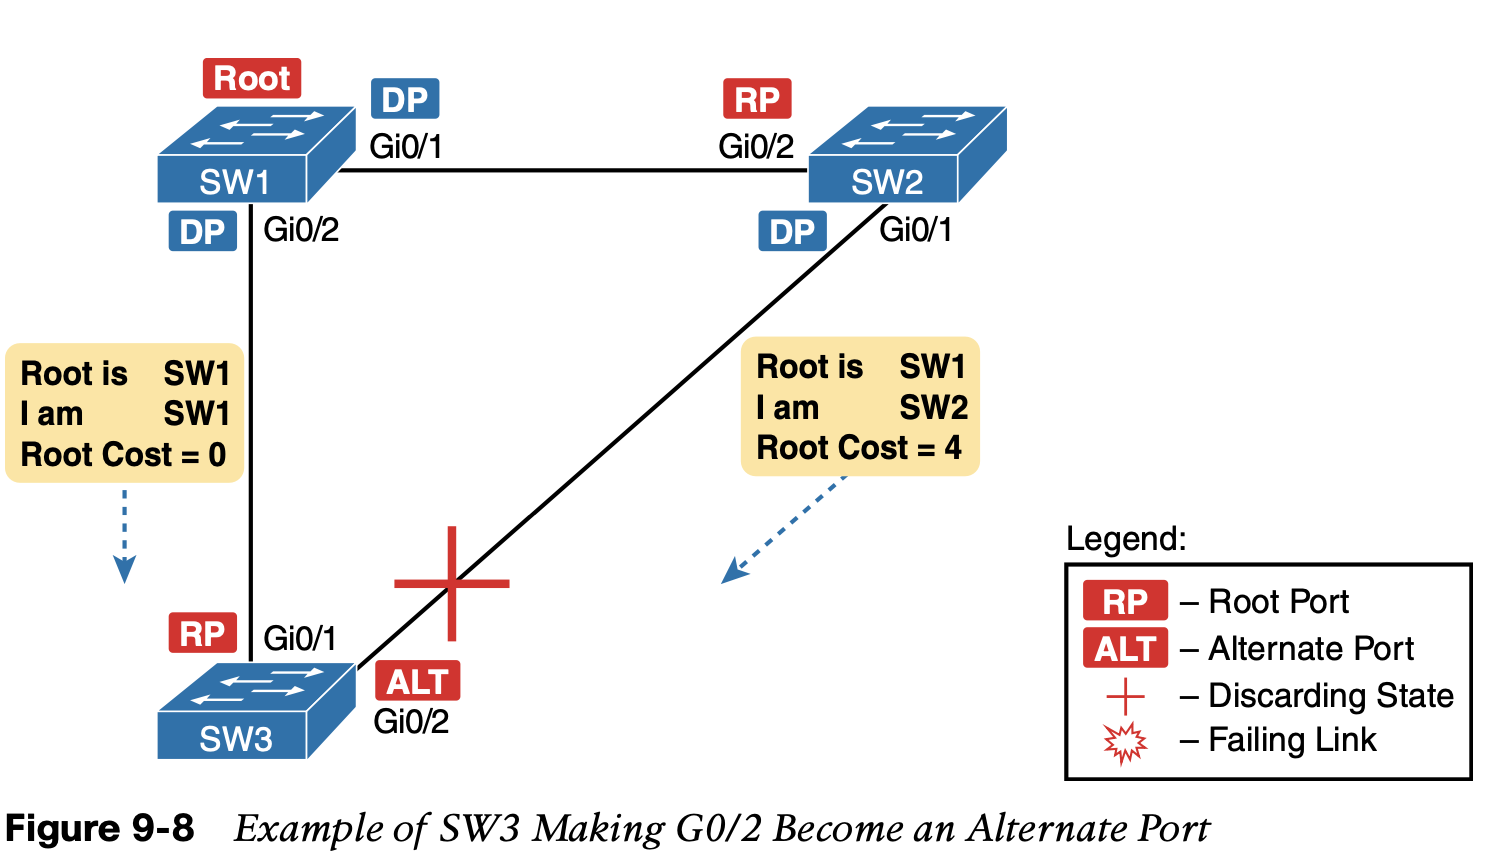 Root
DP
RP
Gi0/1
Gi0/2
SW1
SW2
DP
Gi0/2
DP
Gi0/1
Root is SW1
I am SW1
Root Cost = 0
Root is SW1
I am SW2
Root Cost = 4
RP
Gi0/1
ALT
Gi0/2
SW3
Legend:
RP – Root Port
ALT – Alternate Port
– Discarding State
– Failing Link
Figure 9-8 Example of SW3 Making G0/2 Become an Alternate Port